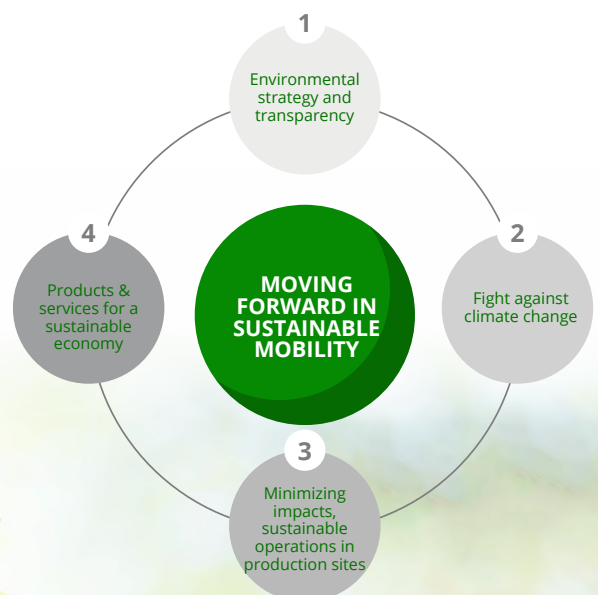 1
Environmental
strategy and
transparency
2
Fight against
climate change
3
Minimizing
impacts,
sustainable
operations in
production sites
4
Products &
services for a
sustainable
economy
MOVING
FORWARD IN
SUSTAINABLE
MOBILITY